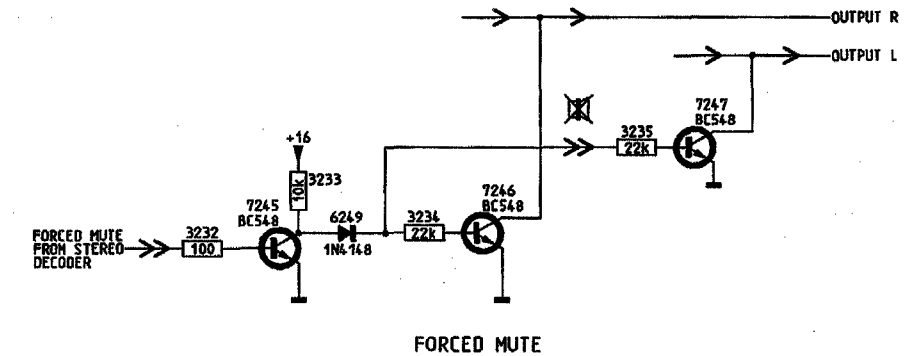 OUTPUT R
OUTPUT L
7247
BC548
3235
22k
+16
3233
10k
7246
BC548
7245
BC548
6249
1N4148
3234
22k
3232
100
FORCED MUTE
FROM STEREO
DECODER
FORCED MUTE